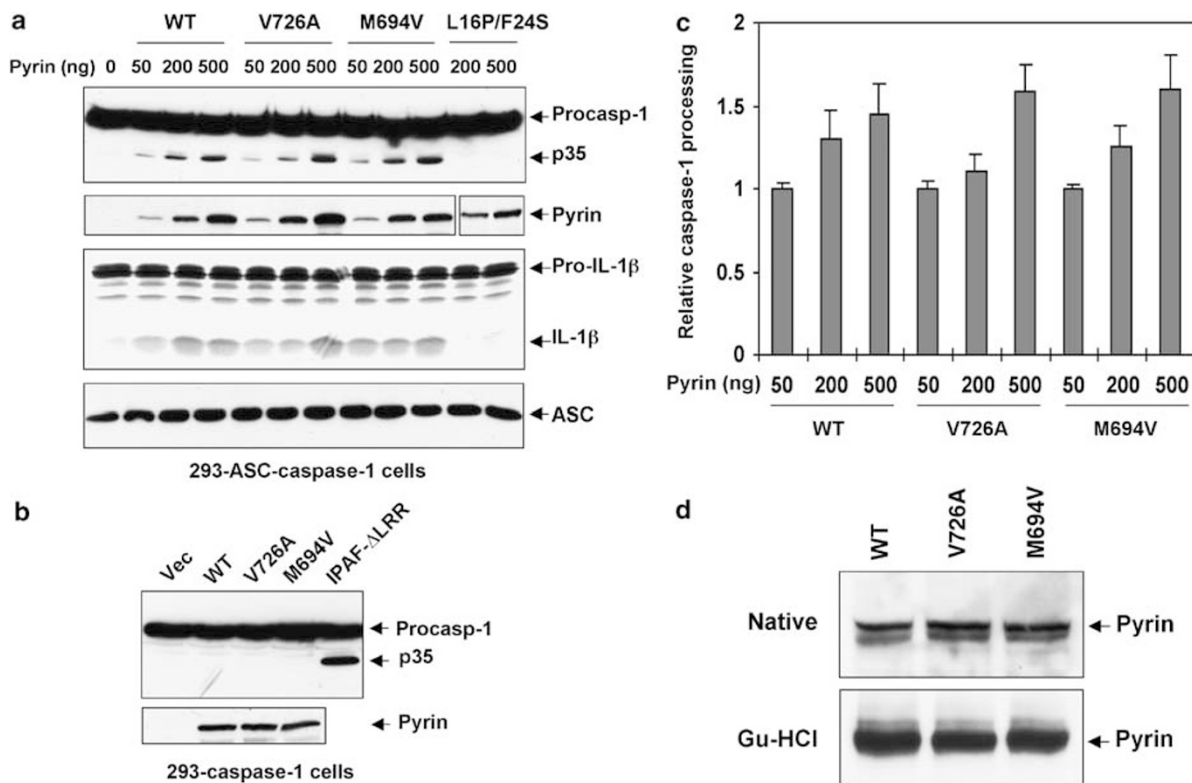 a
WT V726A M694V L16P/F24S
Pyrin (ng) 0 50 200 500 50 200 500 50 200 500 200 500
Procasp-1
p35
Pyrin
Pro-IL-1β
IL-1β
ASC
293-ASC-caspase-1 cells
b
Vec WT V726A M694V IPAF-ΔLRR
Procasp-1
p35
Pyrin
293-caspase-1 cells
c
Relative caspase-1 processing
2
1.5
1
0.5
0
Pyrin (ng) 50 200 500 50 200 500 50 200 500
WT V726A M694V
d
WT V726A M694V
Native Pyrin
Gu-HCl Pyrin